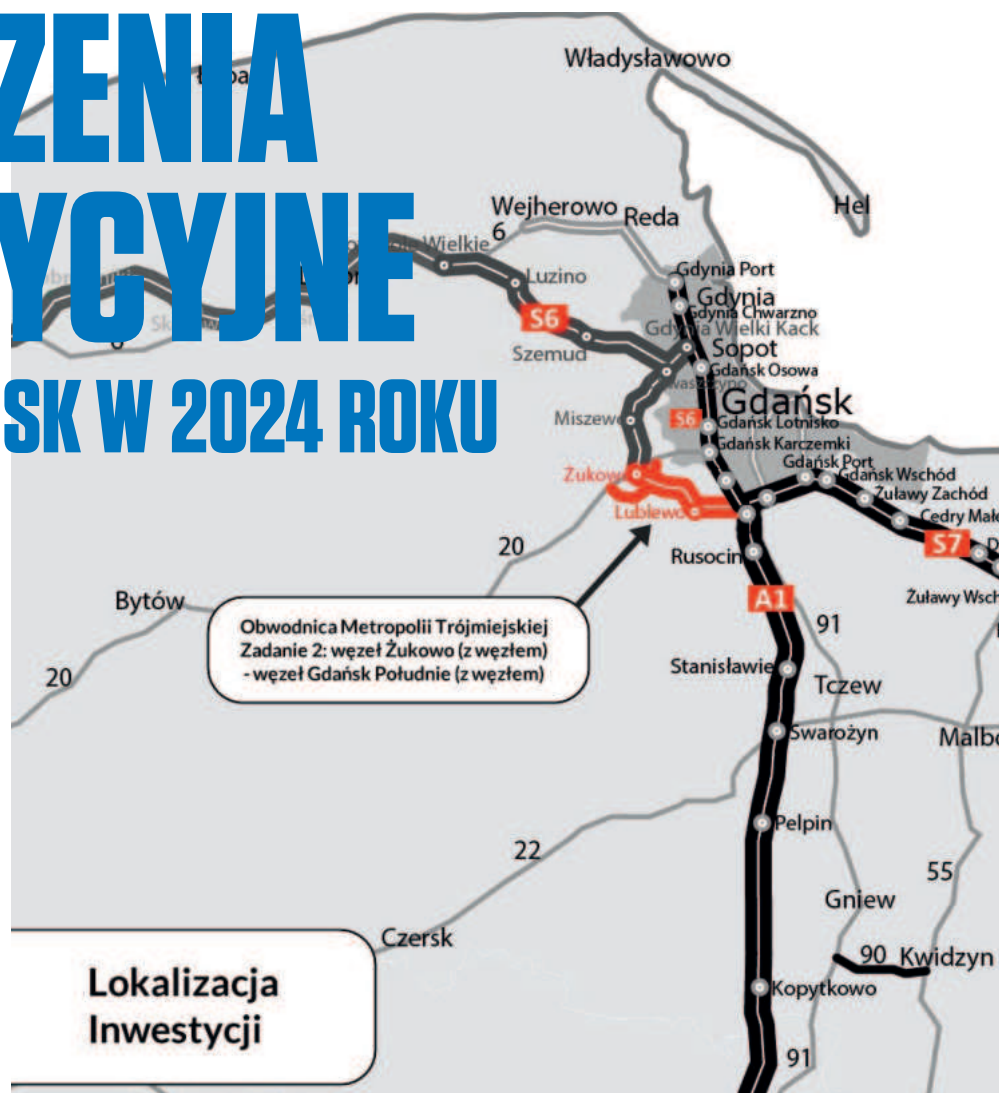 ZENIA
YCYJNE
SK W 2024 ROKU
Władysławowo
Hel
Wejherowo
Reda
6
Wielkie
Luzino
S6
Szemud
Gdynia Port
Gdynia
Gdynia Chwarzno
Gdynia Wielki Kack
Sopot
Gdańsk Osowa
Gdańsk
S6
Gdańsk Lotnisko
Miszewo
Gdańsk Karczemki
Gdańsk Port
Gdańsk Wschód
Żukowo
Żuławy Zachód
Lublewo
Cedry Małe
S7
20
Rusocin
A1
Żuławy Wsch
Bytów
91
Obwodnica Metropolii Trójmiejskiej
Zadanie 2: węzeł Żukowo (z węzłem)
- węzeł Gdańsk Południe (z węzłem)
20
Stanisławie
Tczew
Swarożyn
Malbo
Pelpin
22
55
Gniew
Czersk
90
Kwidzyn
Lokalizacja
Inwestycji
Kopytkowo
91